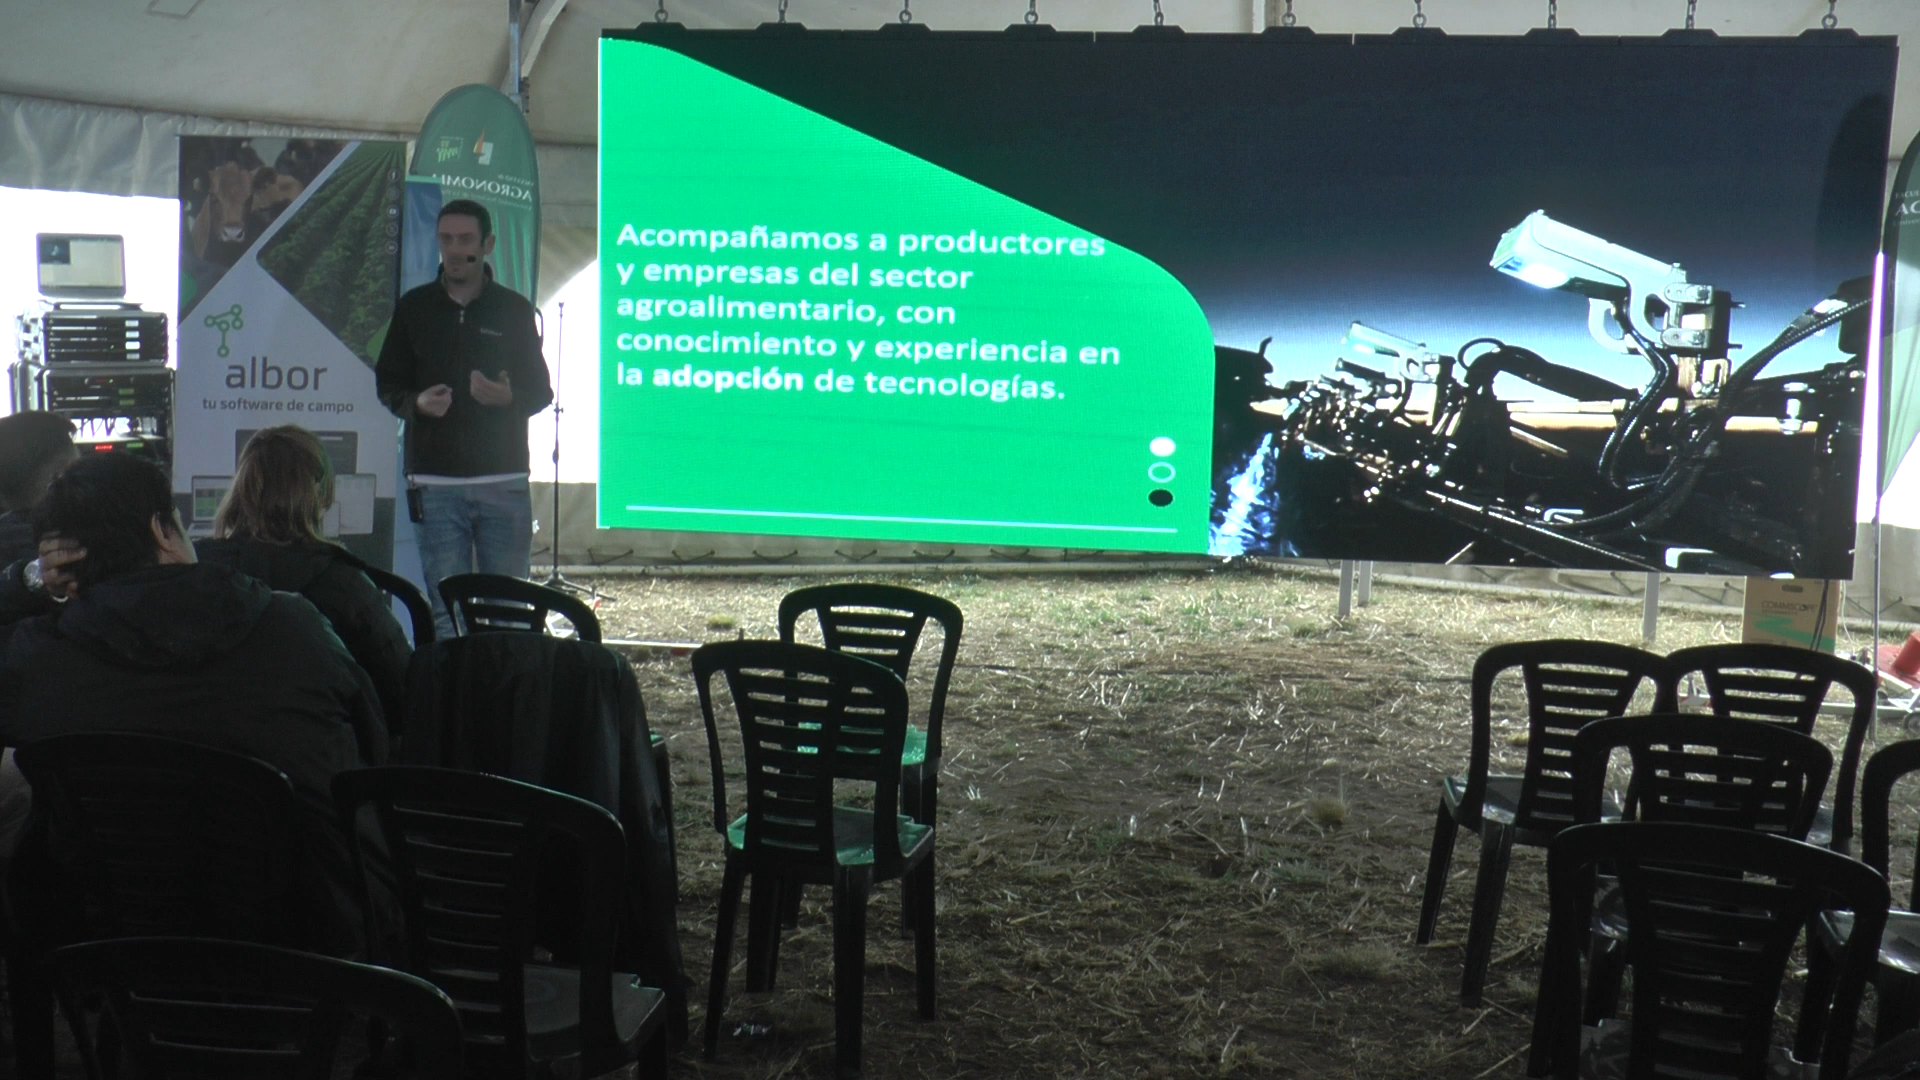 AGRONOMIA
albor
tu software de campo
Acompañamos a productores
y empresas del sector
agroalimentario, con
conocimiento y experiencia en
la adopción de tecnologías.
COMMSCOPE